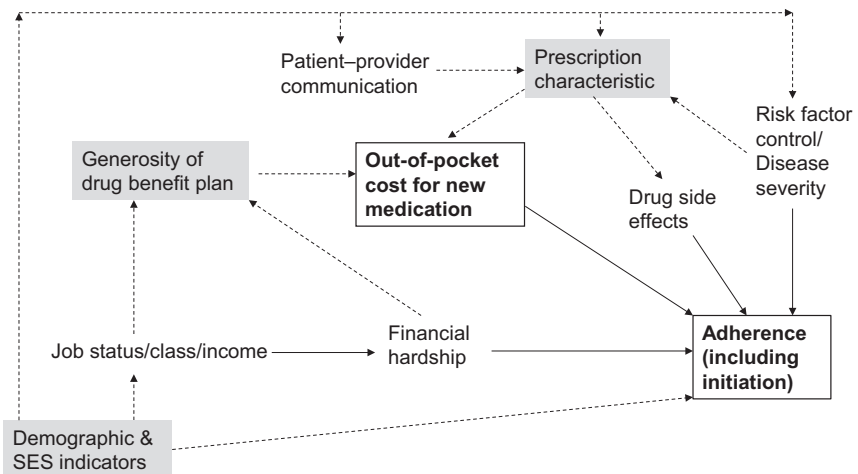 Patient–provider
communication
Prescription
characteristic
Risk factor
control/
Disease
severity
Generosity of
drug benefit plan
Out-of-pocket
cost for new
medication
Drug side
effects
Job status/class/income
Financial
hardship
Adherence
(including
initiation)
Demographic &
SES indicators